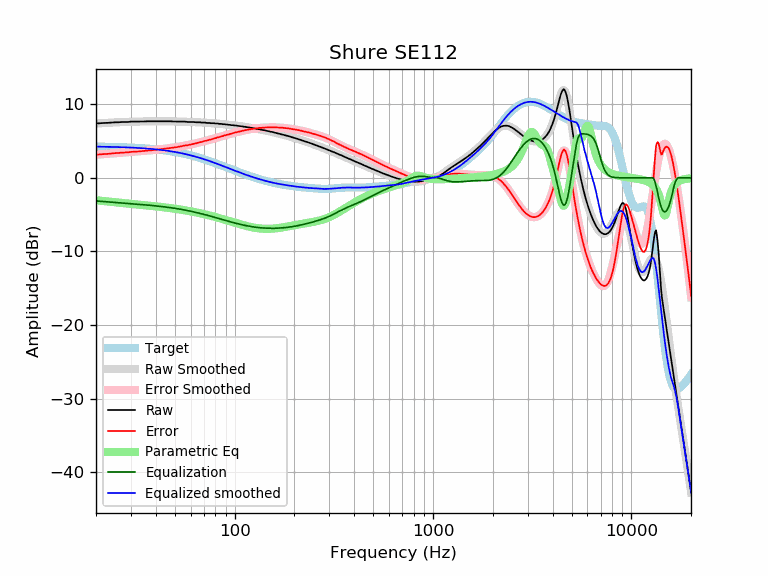 Shure SE112
10
0
−10
−20
−30
−40
Amplitude (dBr)
Target
Raw Smoothed
Error Smoothed
Raw
Error
Parametric Eq
Equalization
Equalized smoothed
100
1000
10000
Frequency (Hz)